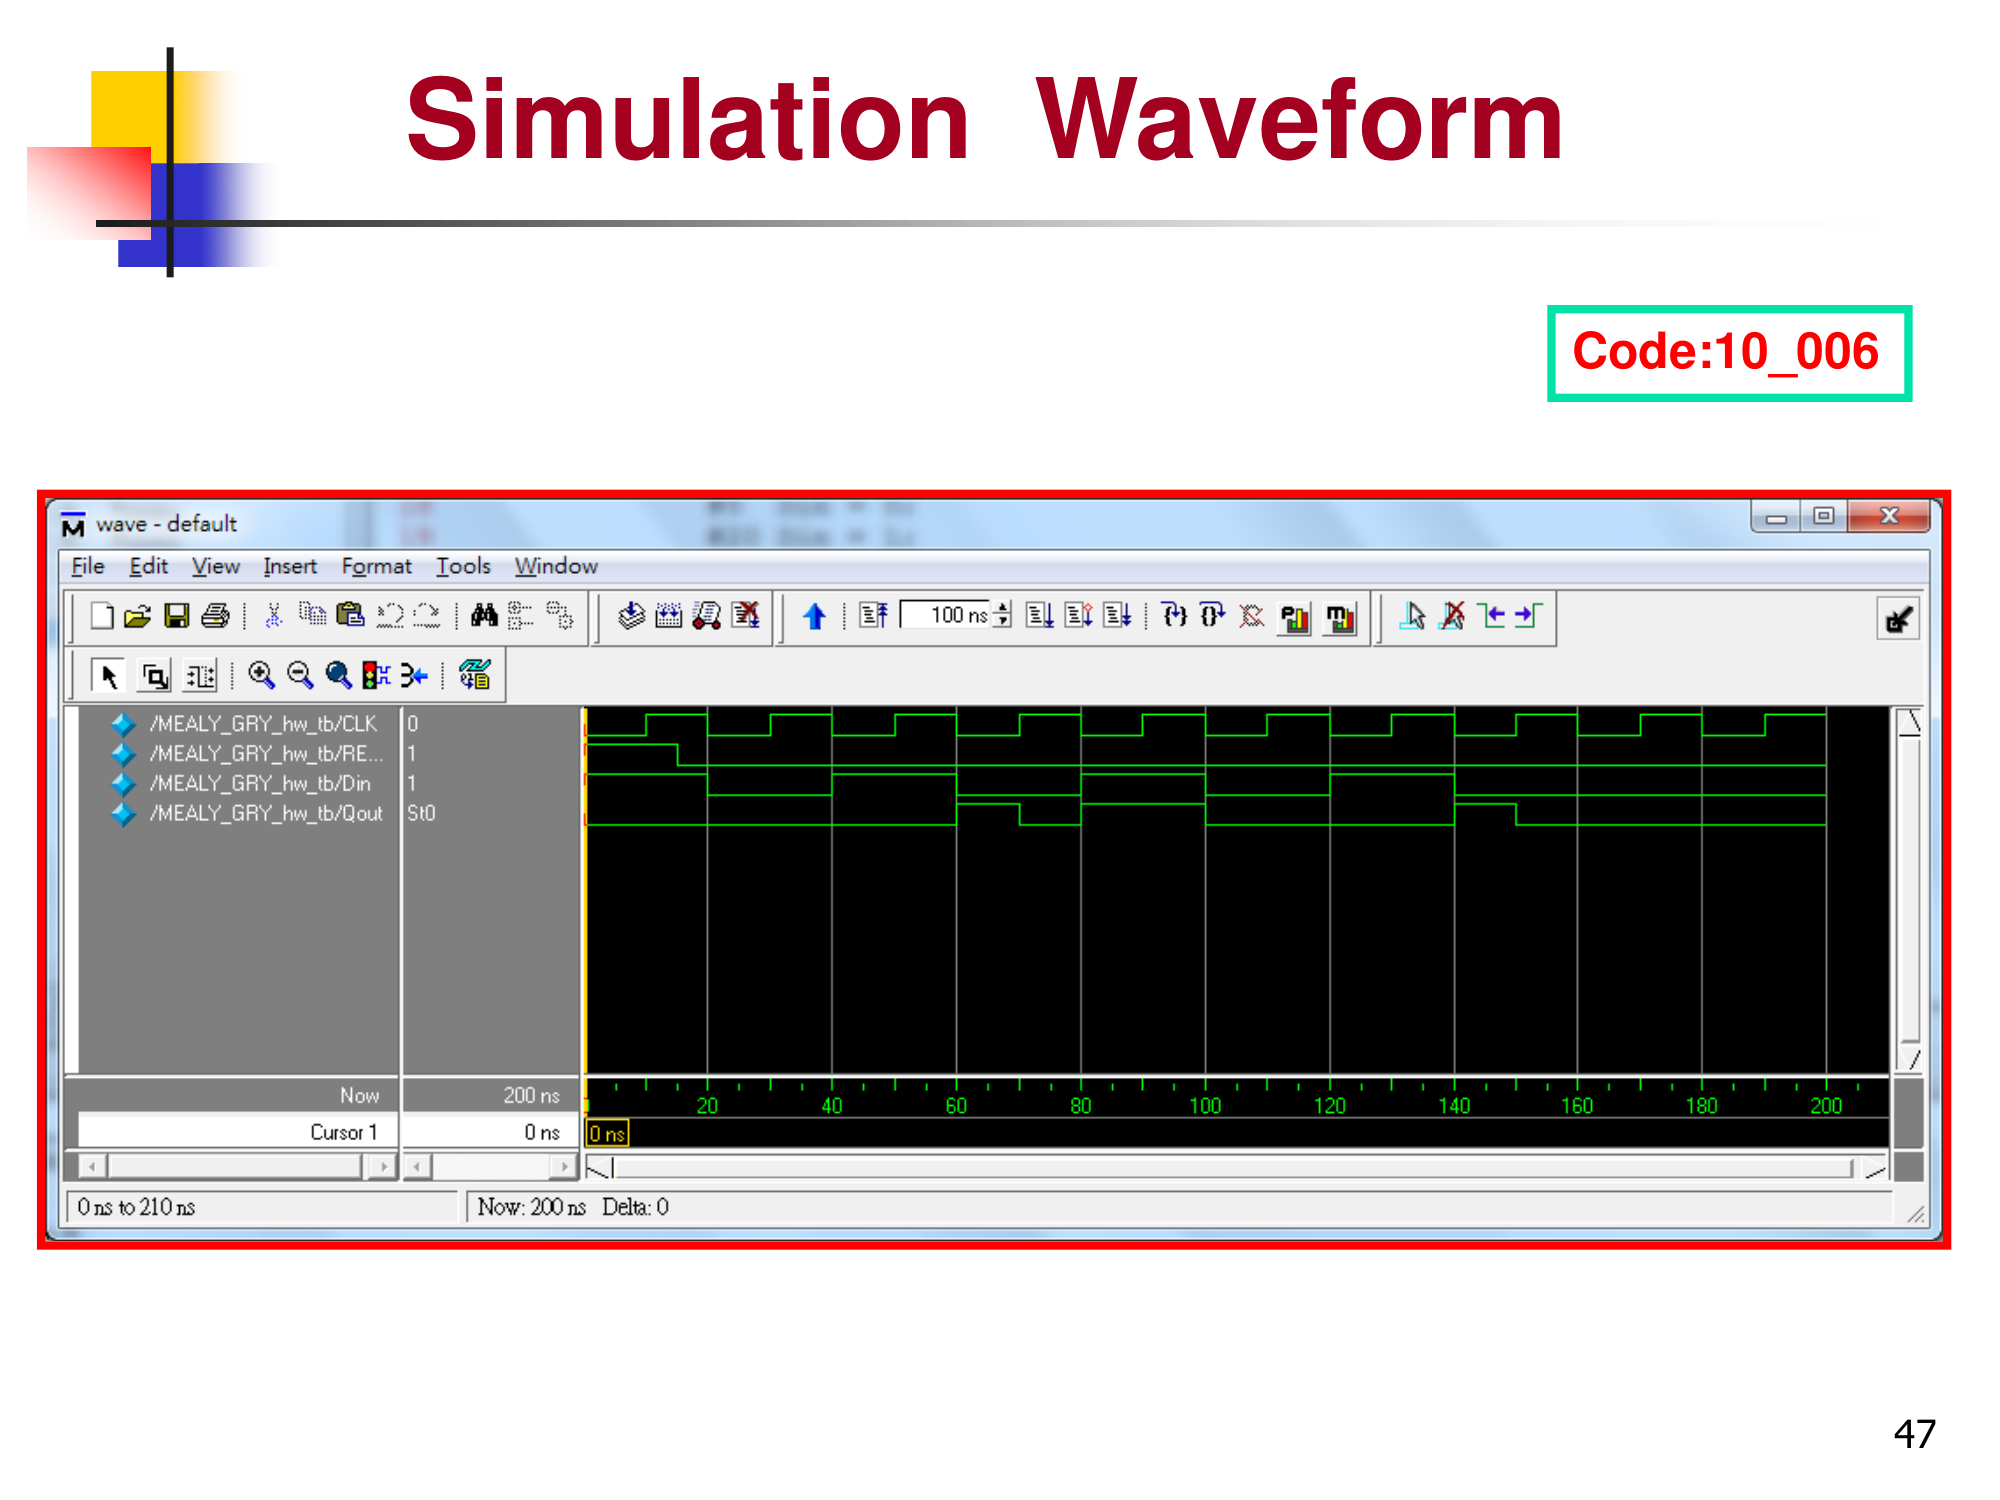 Simulation Waveform
Code:10_006
wave - default
File Edit View Insert Format Tools Window
100 ns
/MEALY_GRY_hw_tb/CLK 0
/MEALY_GRY_hw_tb/RE... 1
/MEALY_GRY_hw_tb/Din 1
/MEALY_GRY_hw_tb/Qout St0
Now 200 ns 20 40 60 80 100 120 140 160 180 200
Cursor 1 0 ns 0 ns
0 ns to 210 ns Now: 200 ns Delta: 0
47